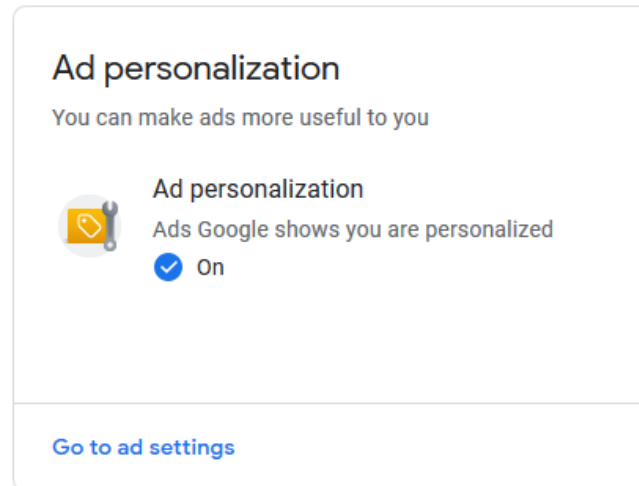 Ad personalization
You can make ads more useful to you
Ad personalization
Ads Google shows you are personalized
On
Go to ad settings